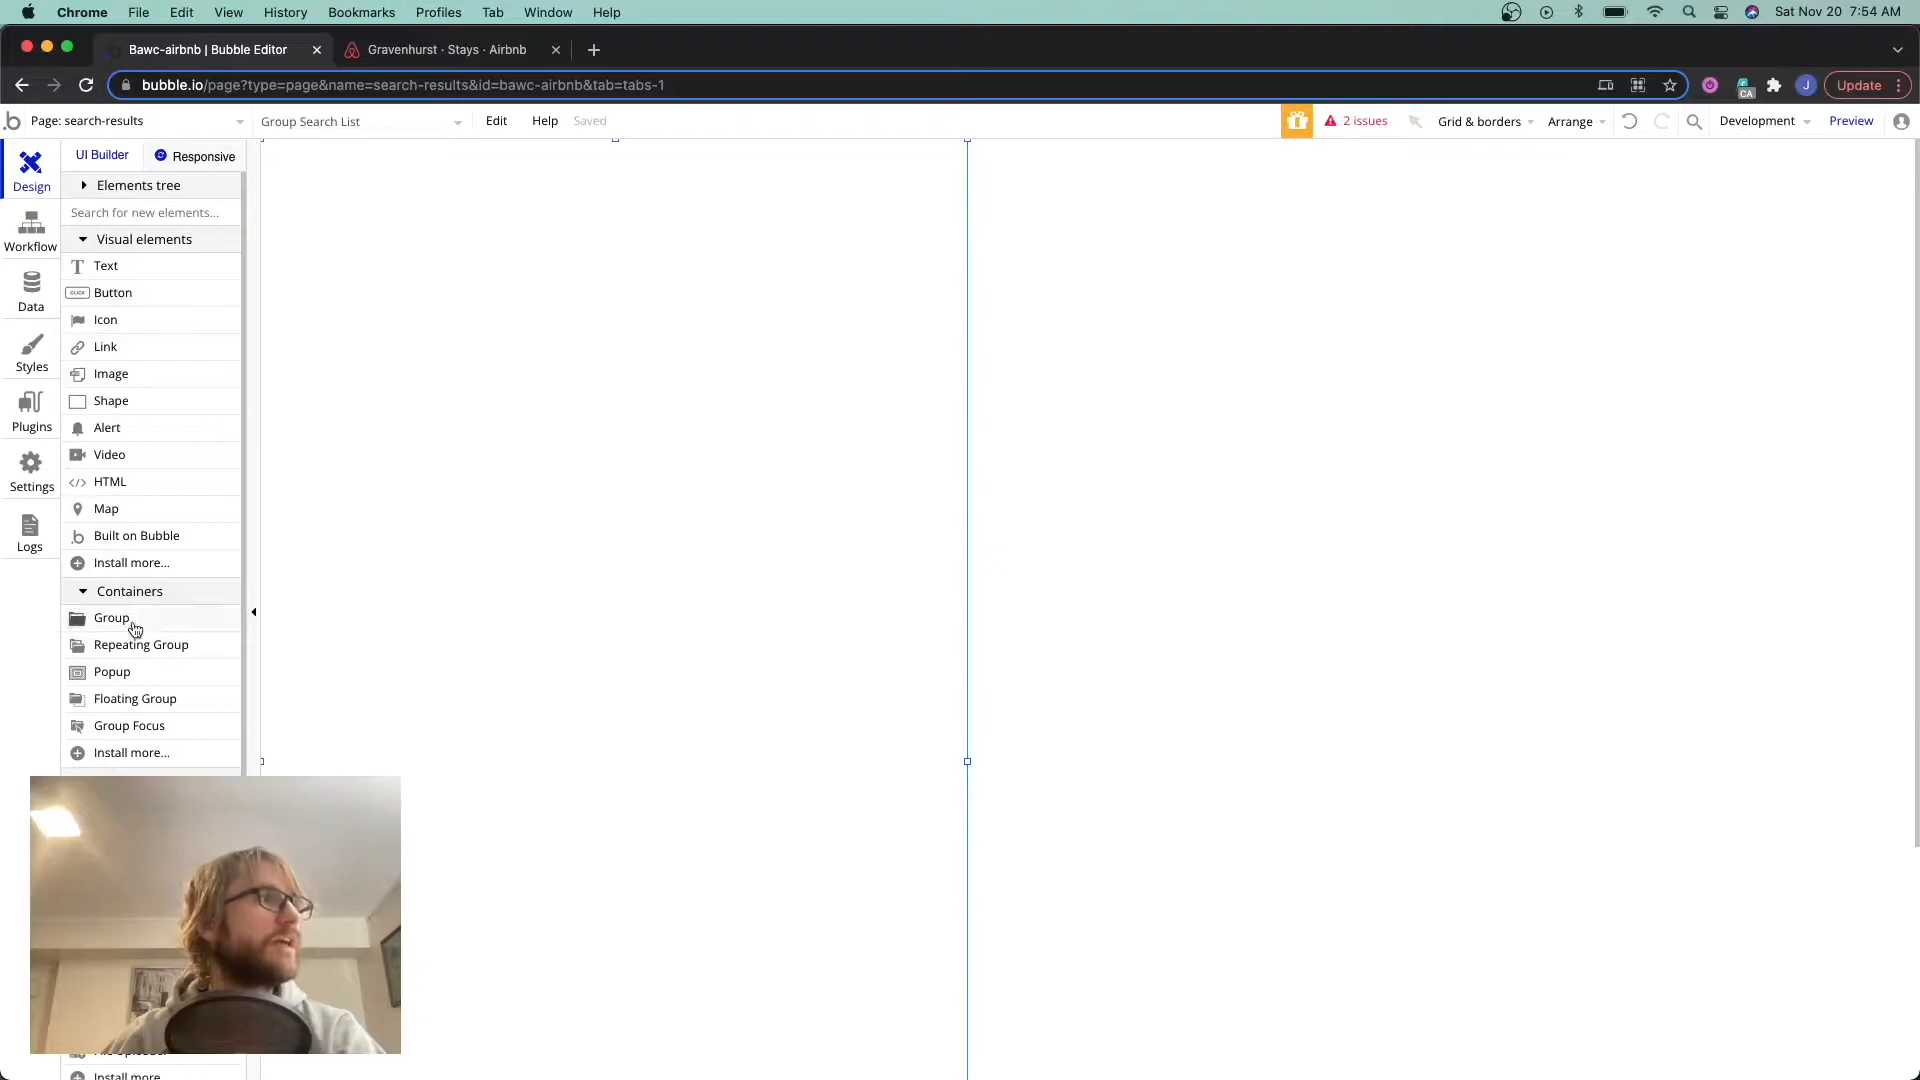 Chrome File Edit View History Bookmarks Profiles Tab Window Help Sat Nov 20 7:54 AM
Bawc-airbnb | Bubble Editor Gravenhurst · Stays · Airbnb
bubble.io/page?type=page&name=search-results&id=bawc-airbnb&tab=tabs-1 CA J Update
Page: search-results Group Search List Edit Help Saved 2 issues Grid & borders Arrange Development Preview
UI Builder Responsive
Design
Elements tree
Search for new elements...
Workflow
Visual elements
Text
Button
Data
Icon
Link
Styles
Image
Shape
Plugins
Alert
Video
Settings
HTML
Map
Logs
Built on Bubble
Install more...
Containers
Group
Repeating Group
Popup
Floating Group
Group Focus
Install more...
Install more